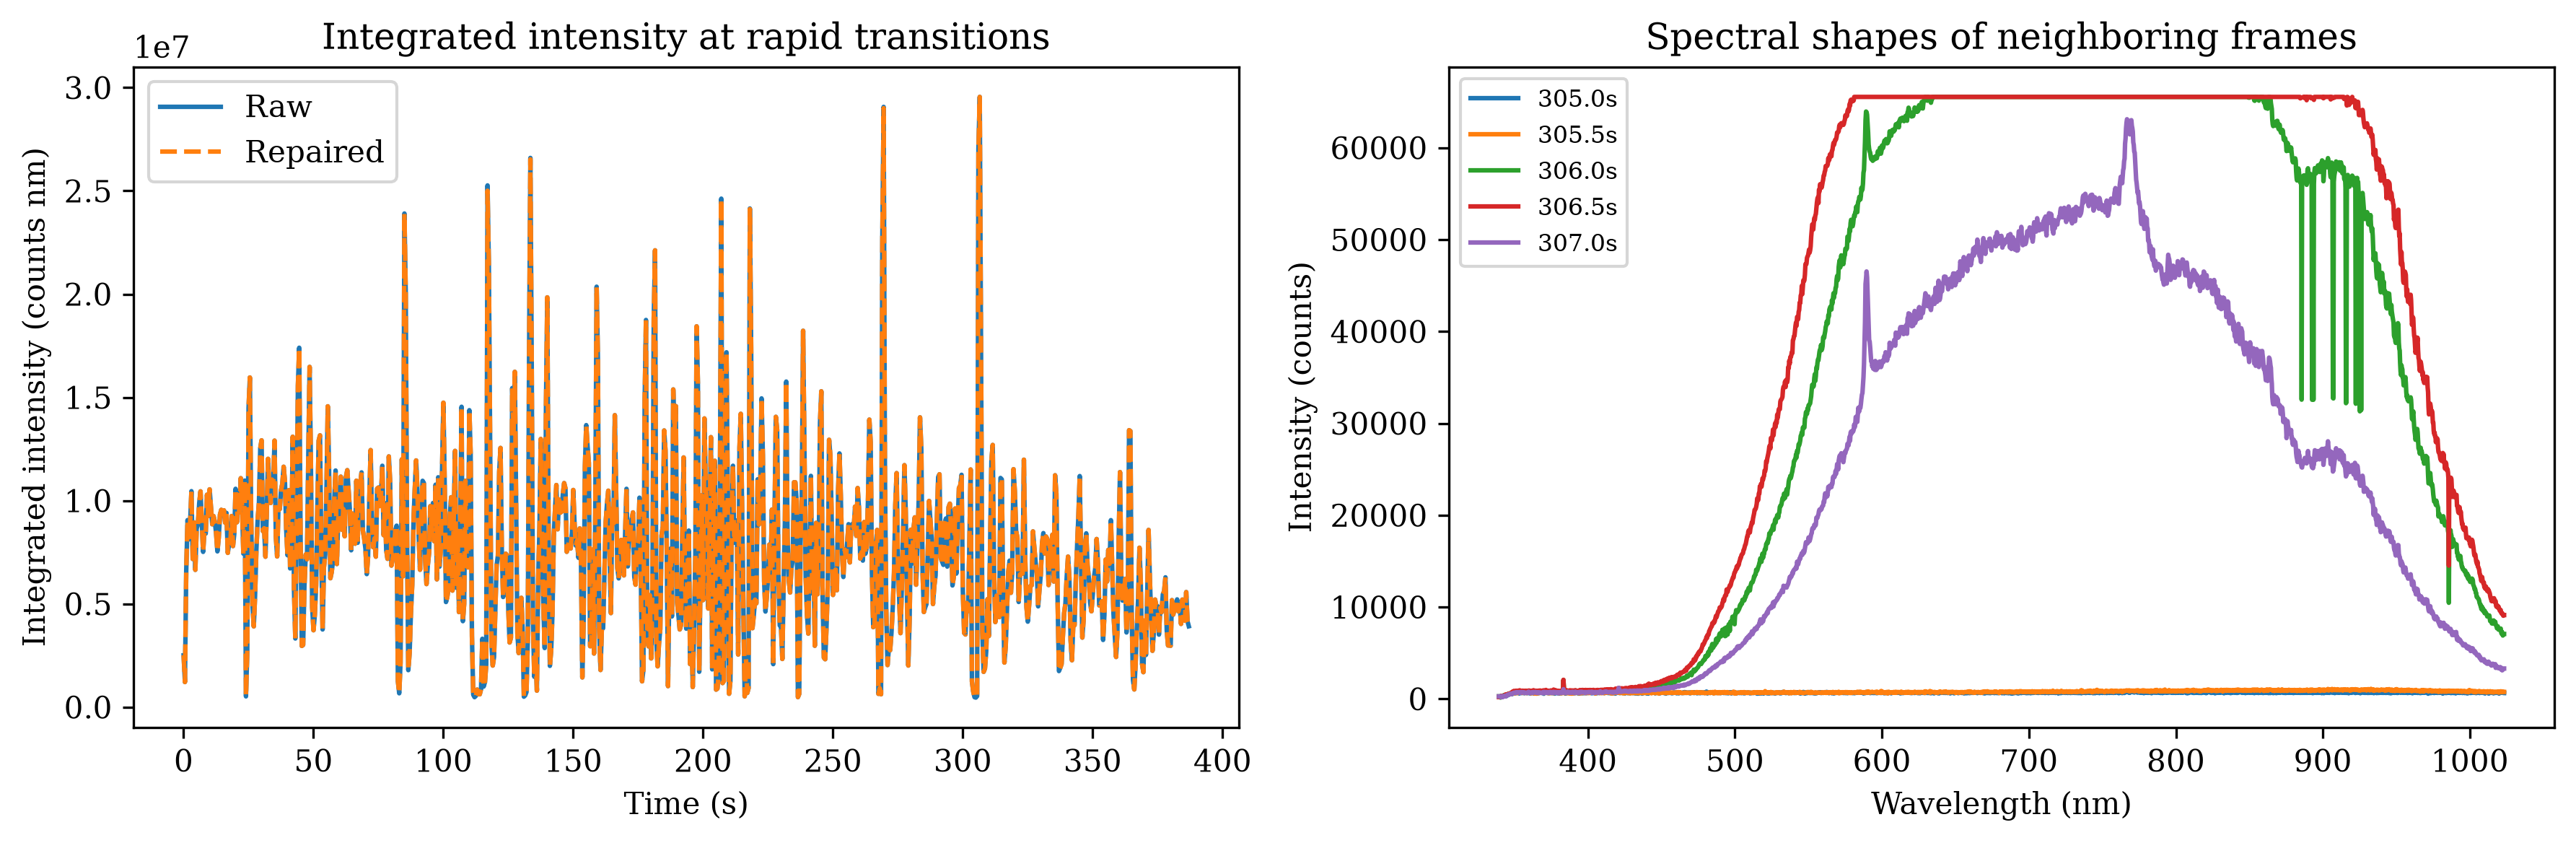 Integrated intensity at rapid transitions
1e7
3.0
2.5
2.0
1.5
1.0
0.5
0.0
Integrated intensity (counts nm)
Raw
Repaired
0
50
100
150
200
250
300
350
400
Time (s)
Spectral shapes of neighboring frames
60000
50000
40000
30000
20000
10000
0
Intensity (counts)
305.0s
305.5s
306.0s
306.5s
307.0s
400
500
600
700
800
900
1000
Wavelength (nm)